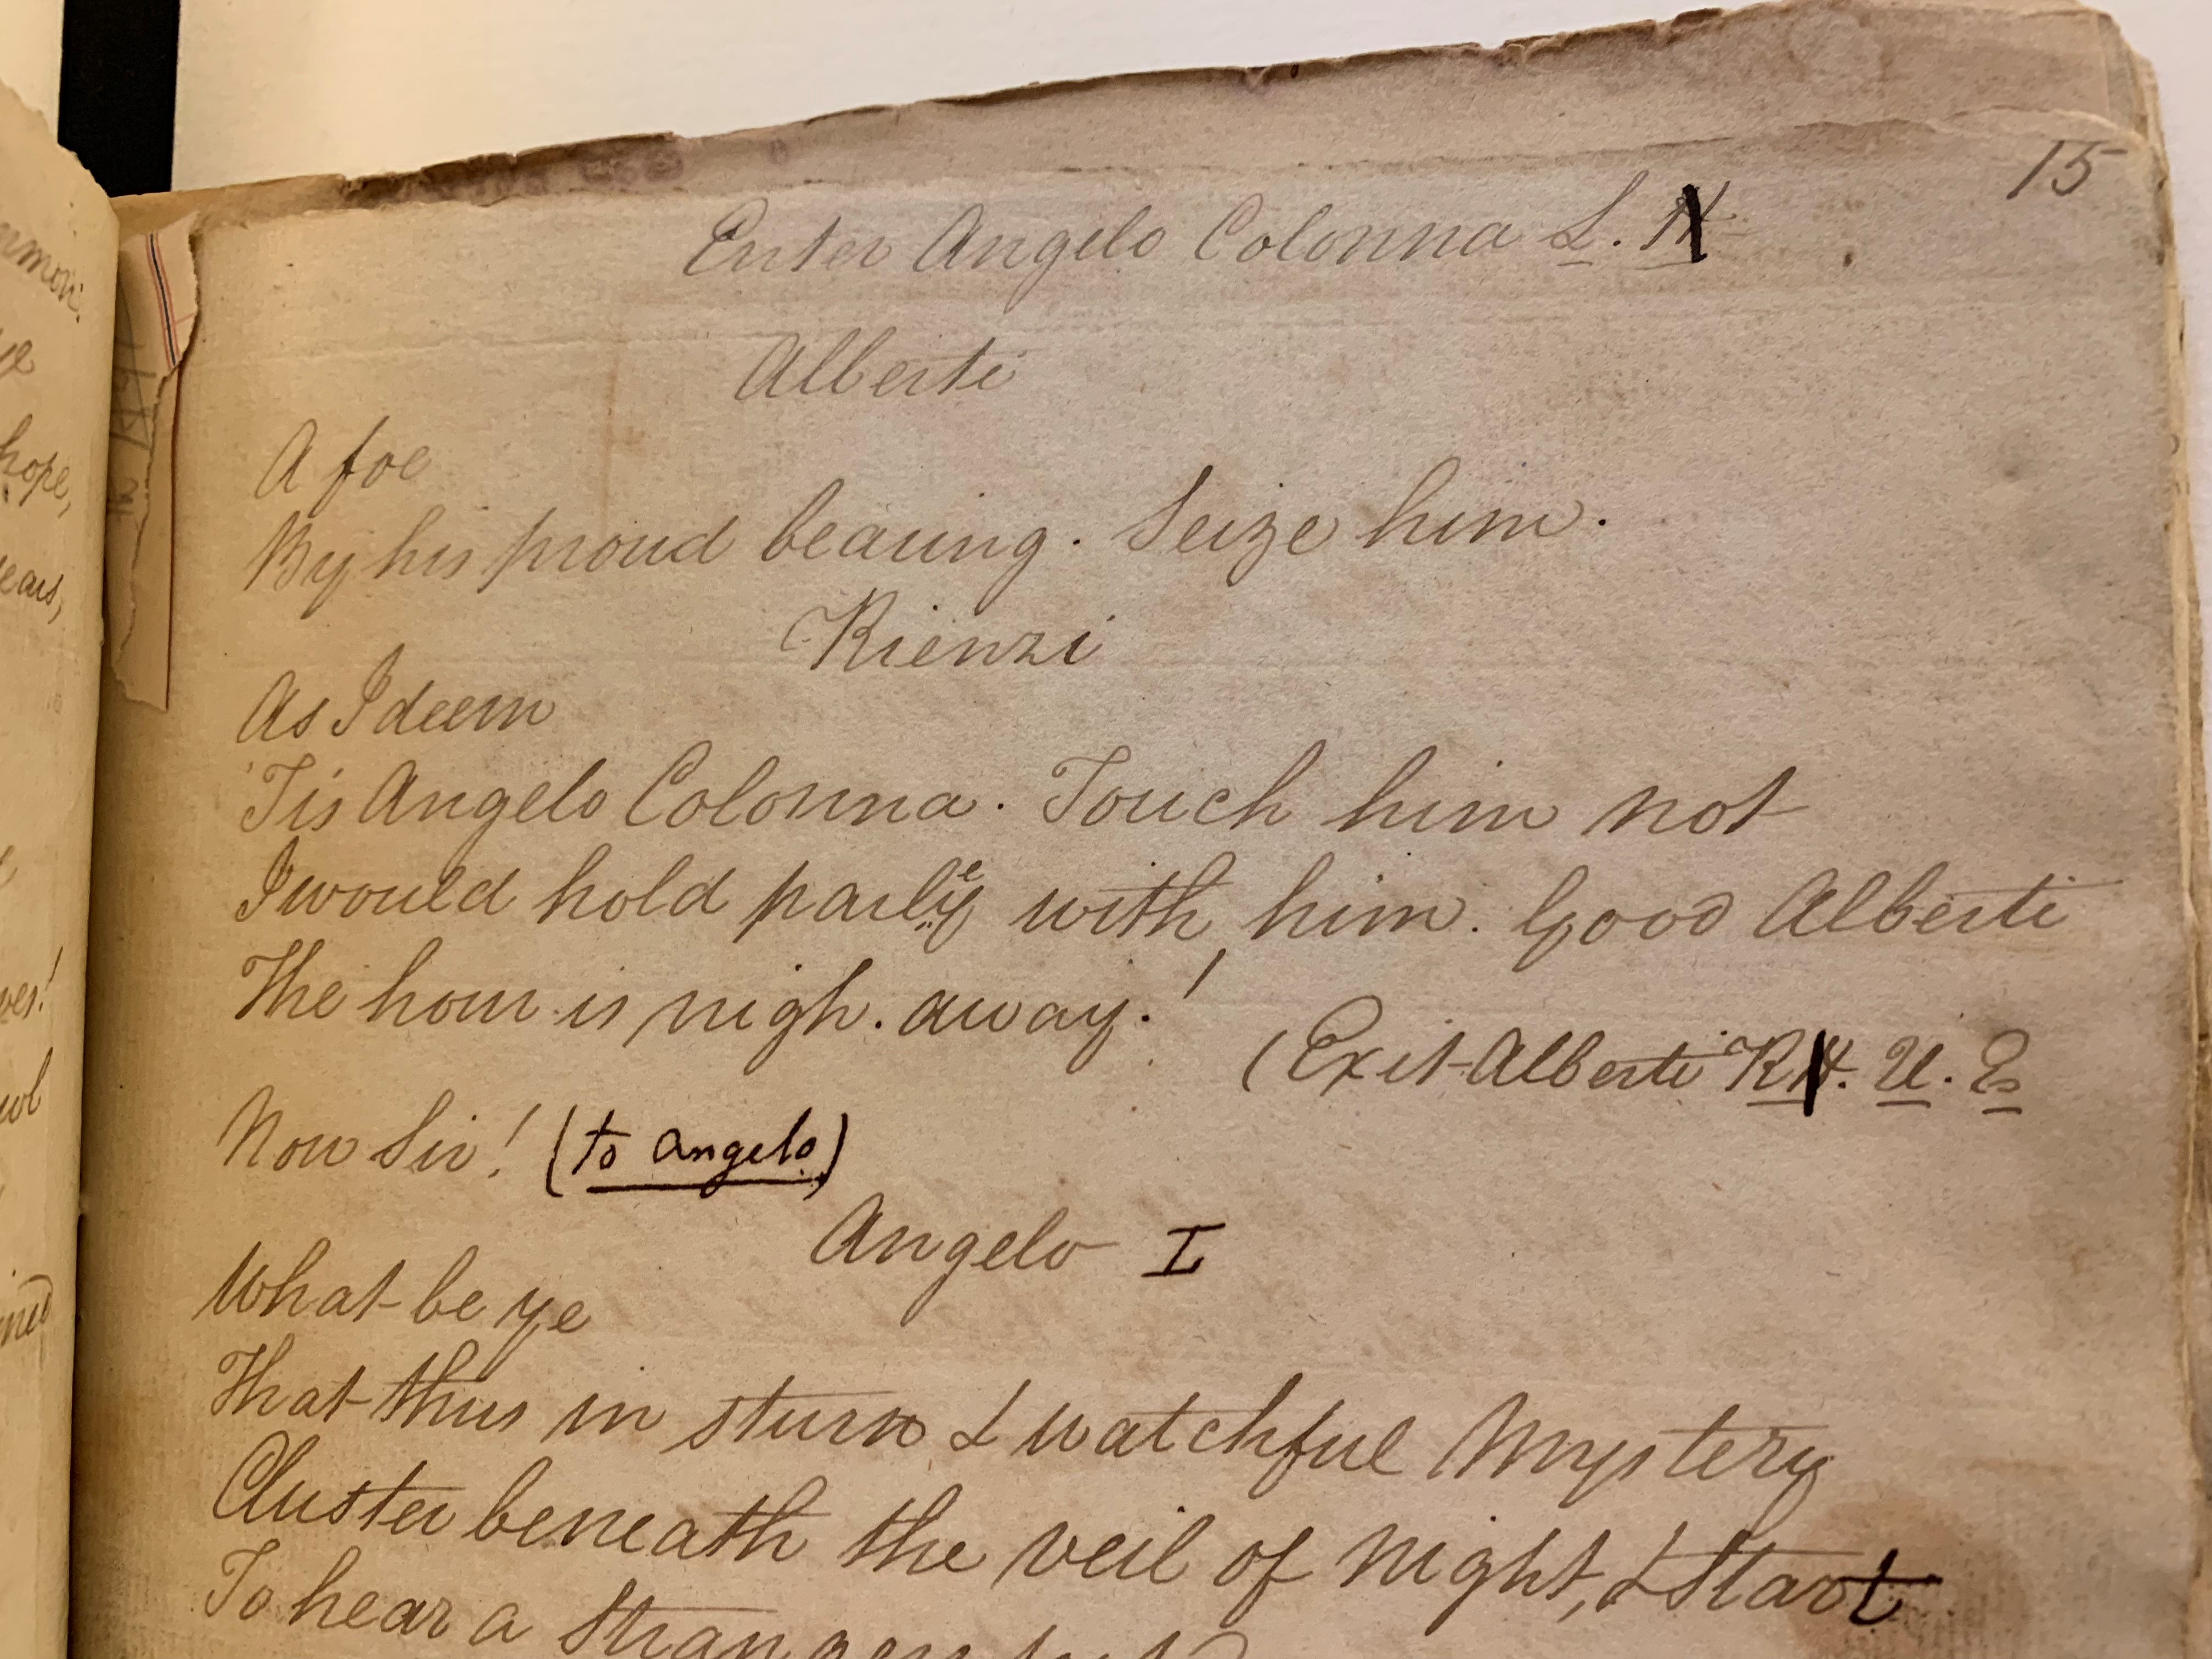 15
Enter Angelo Colonna L.
Alberti
A foe
By his proud bearing. Seize him.
Rienzi
As I deem
'Tis Angelo Colonna. Touch him not
I would hold parley with him. Good Alberti
The hour is nigh. away!
(Exit Alberti R. U. E
Now Sir! (to Angelo)
Angelo I
What be ye
That thus in stern & watchful Mystery
Cluster beneath the veil of Night, & Start
To hear a
hope,